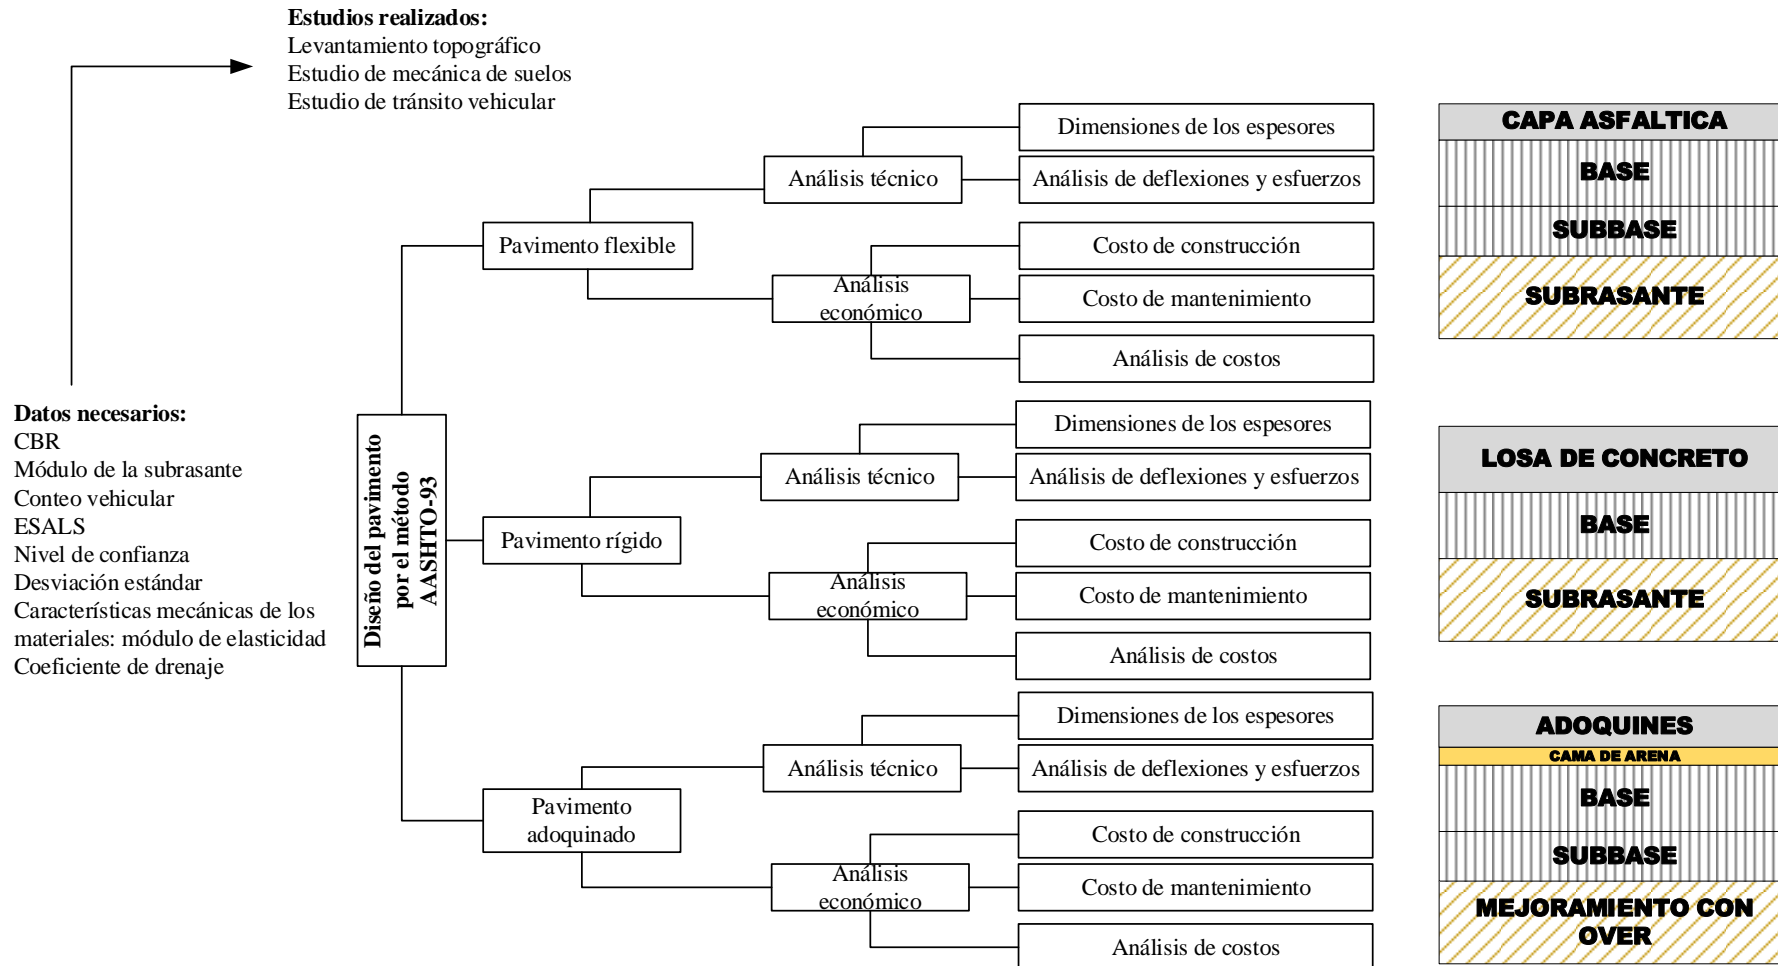 Estudios realizados:
Levantamiento topográfico
Estudio de mecánica de suelos
Estudio de tránsito vehicular
Datos necesarios:
CBR
Módulo de la subrasante
Conteo vehicular
ESALS
Nivel de confianza
Desviación estándar
Características mecánicas de los
materiales: módulo de elasticidad
Coeficiente de drenaje
Diseño del pavimento
por el método
AASHTO-93
Pavimento flexible
Análisis técnico
Dimensiones de los espesores
Análisis de deflexiones y esfuerzos
Análisis
económico
Costo de construcción
Costo de mantenimiento
Análisis de costos
CAPA ASFALTICA
BASE
SUBBASE
SUBRASANTE
Pavimento rígido
Análisis técnico
Dimensiones de los espesores
Análisis de deflexiones y esfuerzos
Análisis
económico
Costo de construcción
Costo de mantenimiento
Análisis de costos
LOSA DE CONCRETO
BASE
SUBRASANTE
Pavimento
adoquinado
Análisis técnico
Dimensiones de los espesores
Análisis de deflexiones y esfuerzos
Análisis
económico
Costo de construcción
Costo de mantenimiento
Análisis de costos
ADOQUINES
CAMA DE ARENA
BASE
SUBBASE
MEJORAMIENTO CON
OVER